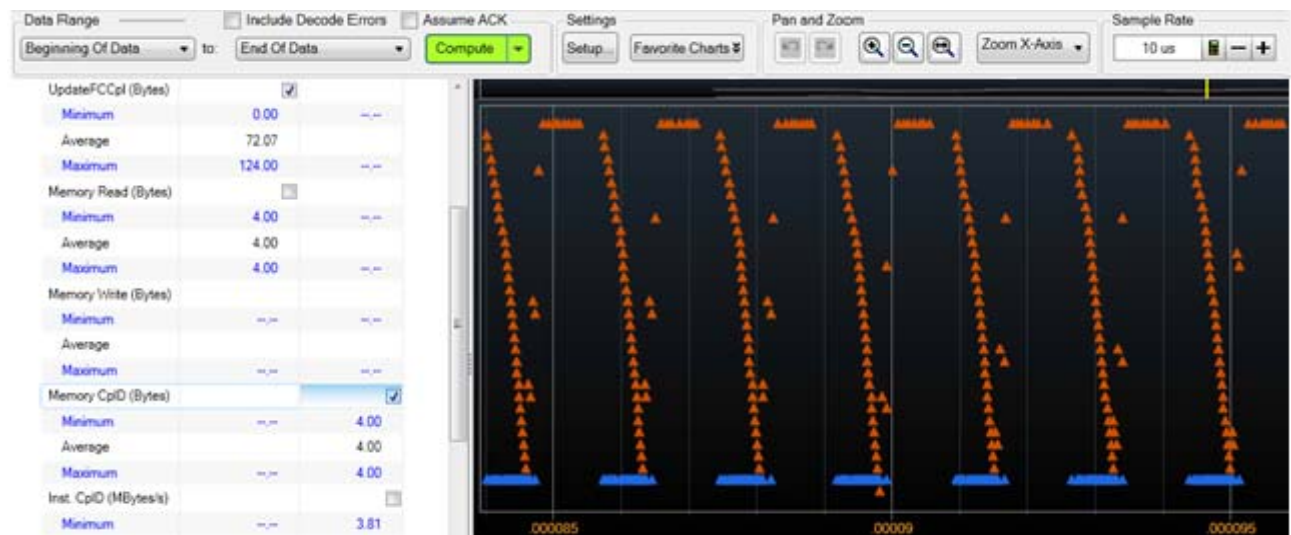 Data Range Include Decode Errors Assume ACK Settings Pan and Zoom Sample Rate
Beginning Of Data to: End Of Data Compute Setup... Favorite Charts Zoom X-Axis 10 us
UpdateFCCpl (Bytes)
Minimum 0.00 --.--
Average 72.07
Maximum 124.00 --.--
Memory Read (Bytes)
Minimum 4.00 --.--
Average 4.00
Maximum 4.00 --.--
Memory Write (Bytes)
Minimum --.-- --.--
Average
Maximum --.-- --.--
Memory CplD (Bytes)
Minimum --.-- 4.00
Average 4.00
Maximum --.-- 4.00
Inst. CplD (MBytes/s)
Minimum --.-- 3.81
.000085 .00009 .000095